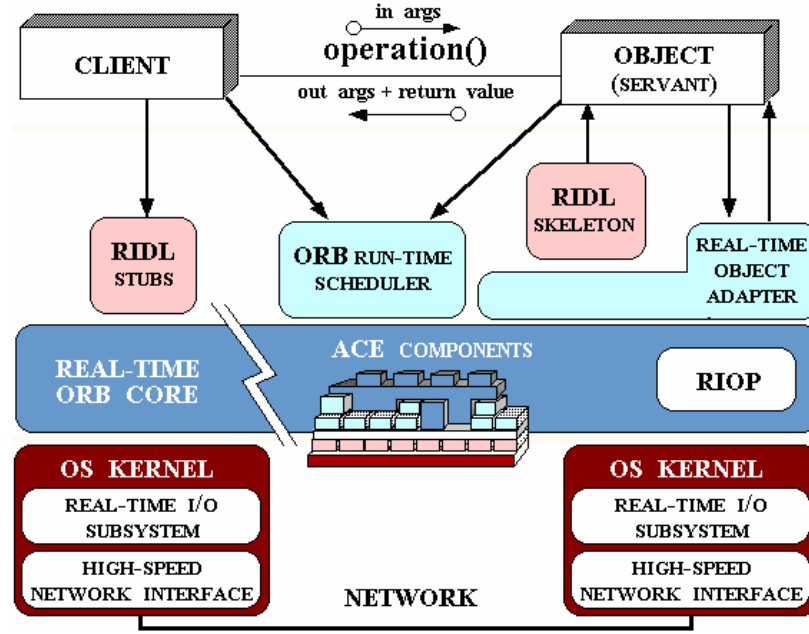 in args
operation()
CLIENT
OBJECT
(SERVANT)
out args + return value
RIDL
STUBS
ORB RUN-TIME
SCHEDULER
RIDL
SKELETON
REAL-TIME
OBJECT
ADAPTER
REAL-TIME
ORB CORE
ACE COMPONENTS
RIOP
OS KERNEL
REAL-TIME I/O
SUBSYSTEM
HIGH-SPEED
NETWORK INTERFACE
NETWORK
OS KERNEL
REAL-TIME I/O
SUBSYSTEM
HIGH-SPEED
NETWORK INTERFACE